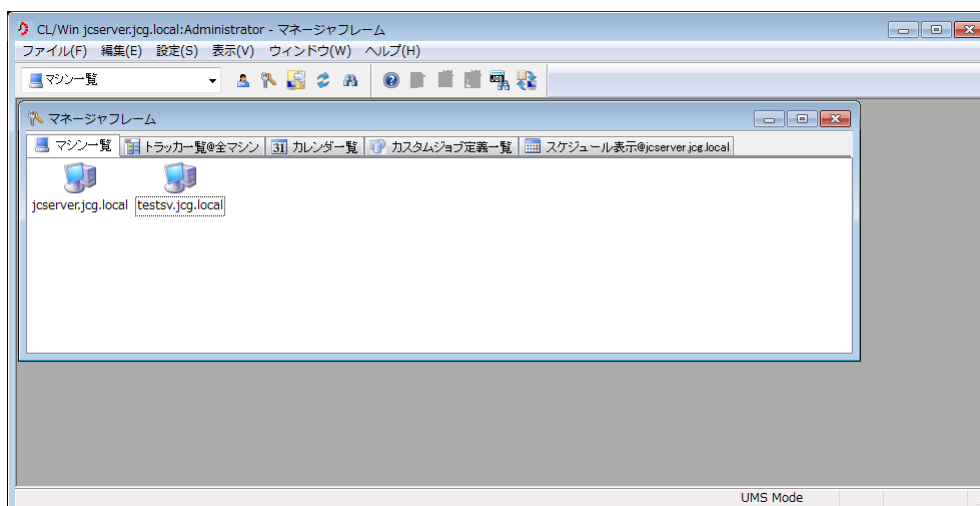 CL/Win jcserver.jcg.local:Administrator - マネージャフレーム
ファイル(F) 編集(E) 設定(S) 表示(V) ウィンドウ(W) ヘルプ(H)
マシン一覧
マネージャフレーム
マシン一覧 トラッカ一覧@全マシン 31 カレンダ一覧 カスタムジョブ定義一覧 スケジュール表示@jcserver.jcg.local
jcserver.jcg.local testsv.jcg.local
UMS Mode